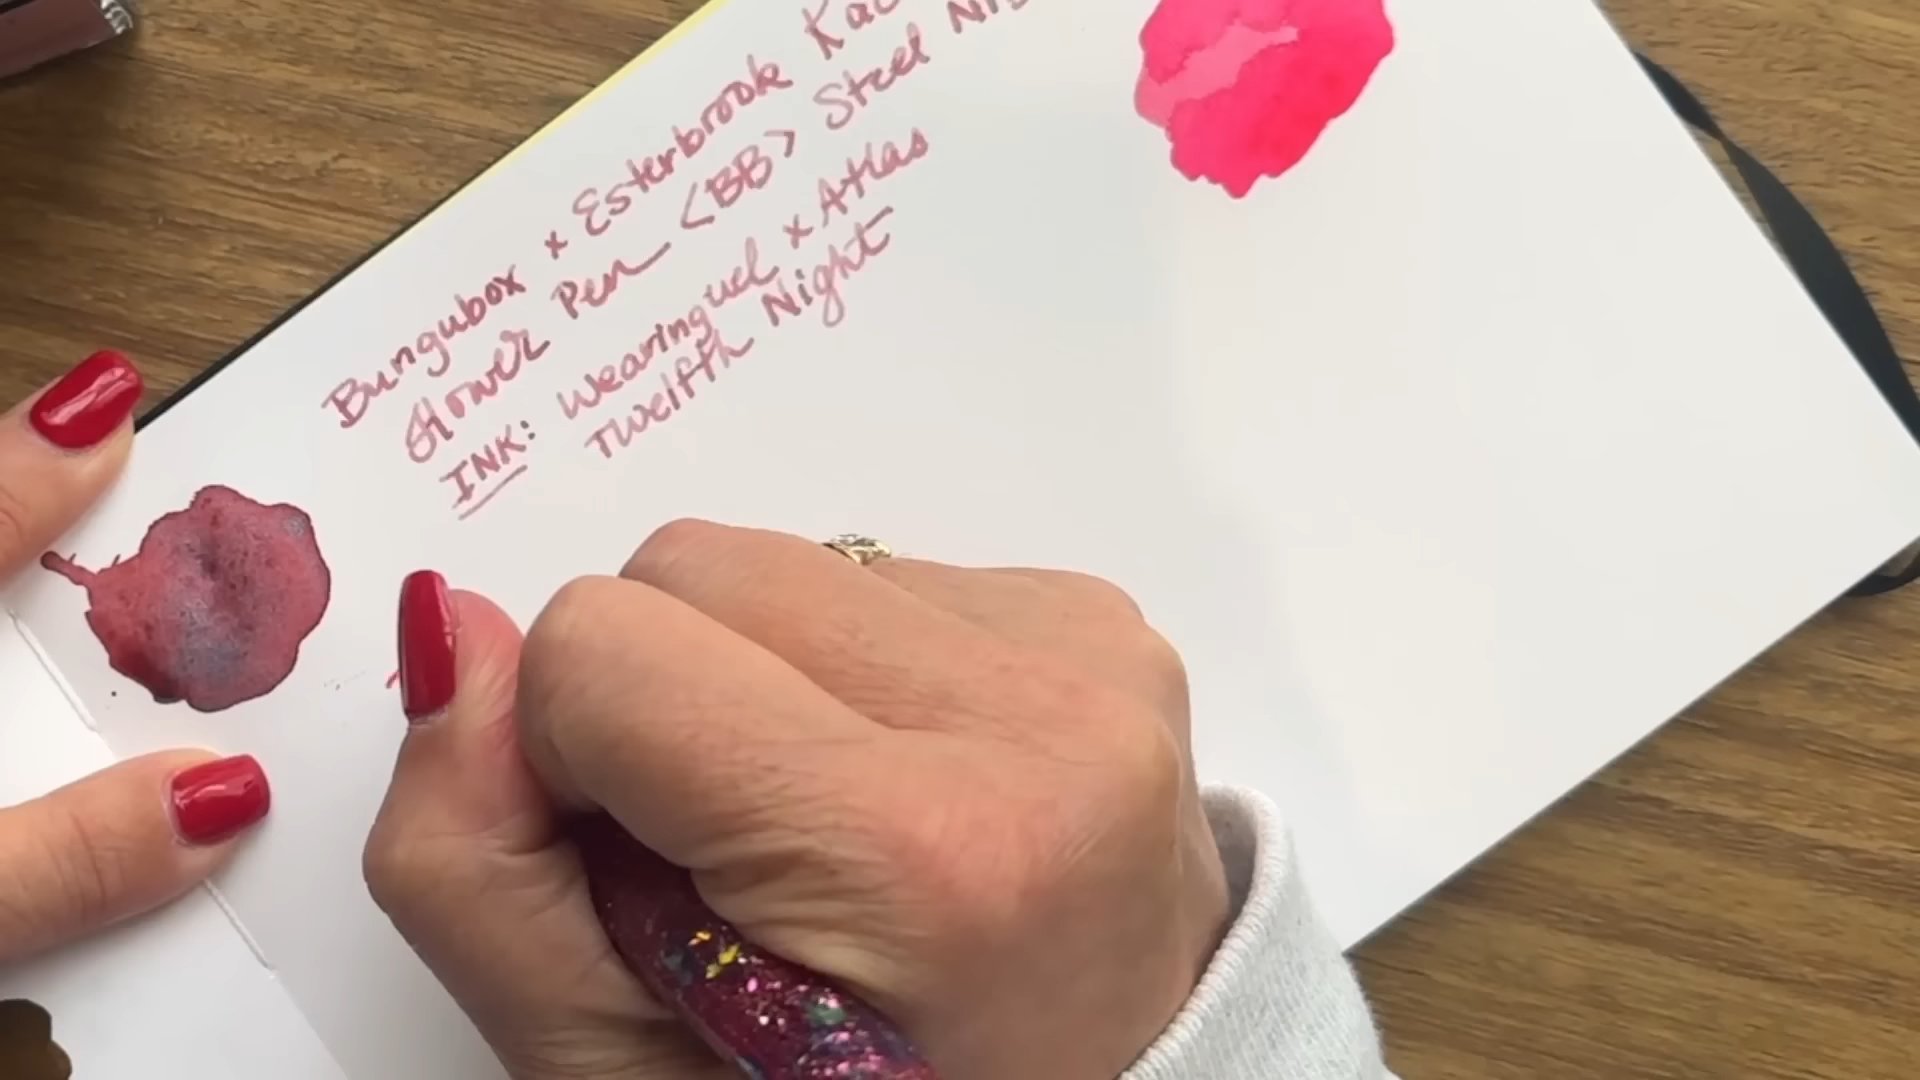 Bungubox x Esterbrook
Flower Pen <BB> Steel
INK: Wearingeul x Atlas
Twelfth Night